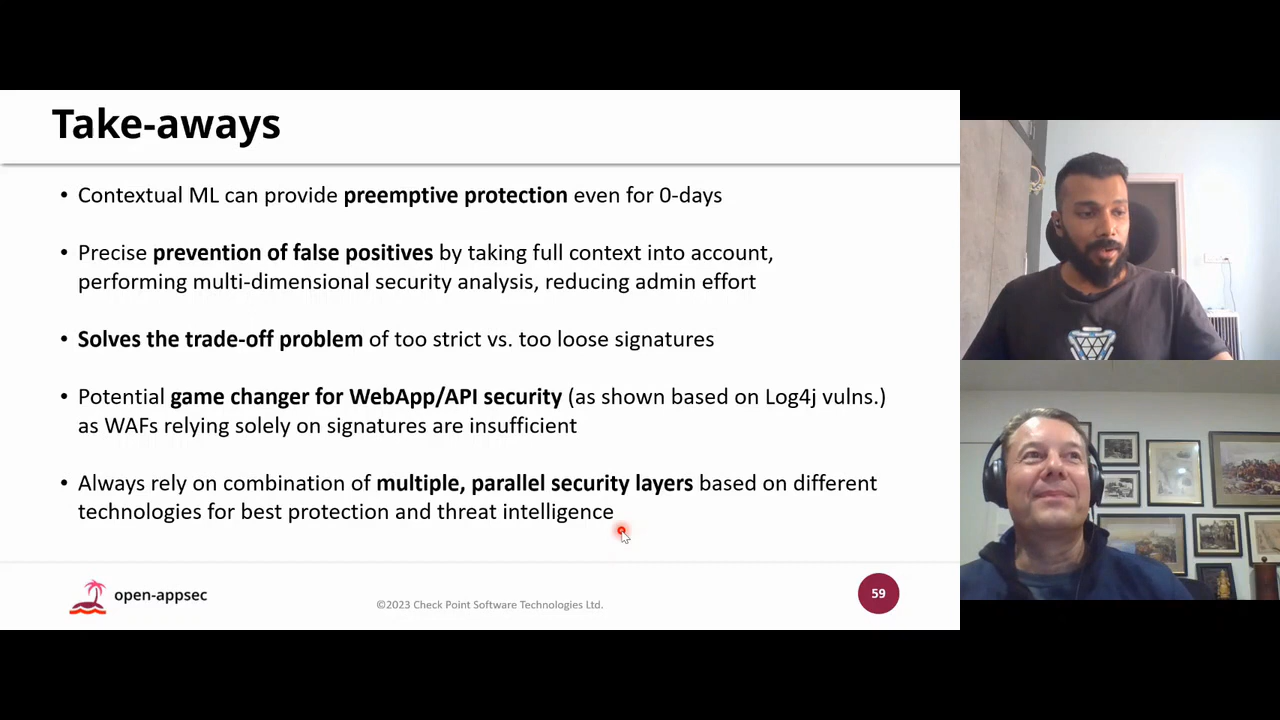 Take-aways
• Contextual ML can provide preemptive protection even for 0-days
• Precise prevention of false positives by taking full context into account,
performing multi-dimensional security analysis, reducing admin effort
• Solves the trade-off problem of too strict vs. too loose signatures
• Potential game changer for WebApp/API security (as shown based on Log4j vulns.)
as WAFs relying solely on signatures are insufficient
• Always rely on combination of multiple, parallel security layers based on different
technologies for best protection and threat intelligence
open-appsec
©2023 Check Point Software Technologies Ltd.
59